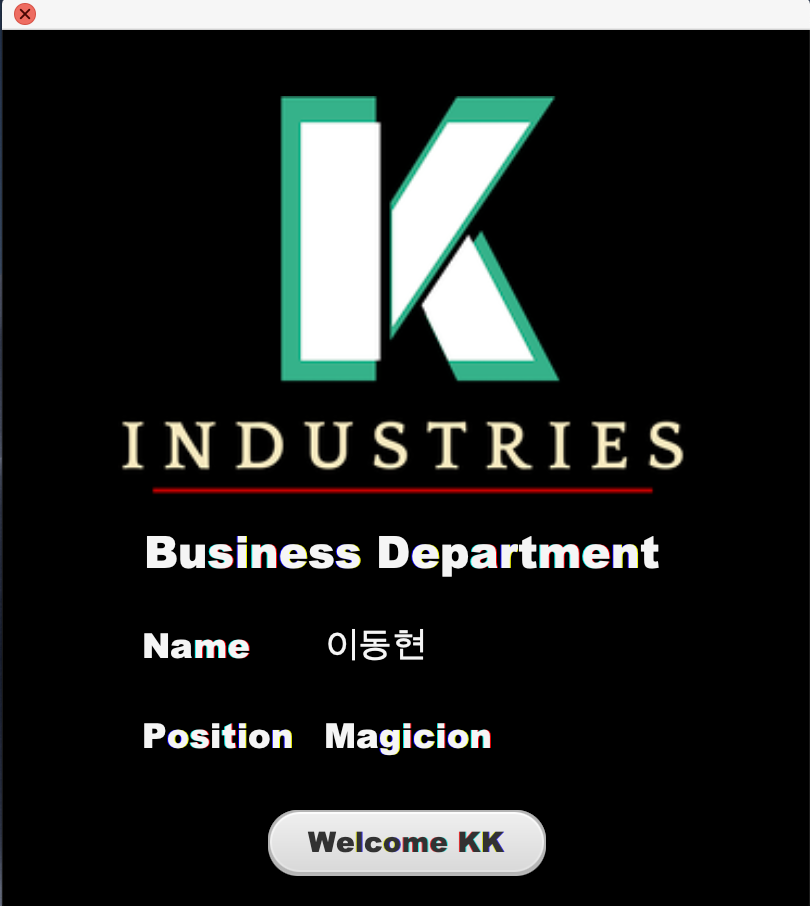 K
INDUSTRIES
Business Department
Name 이동현
Position Magicion
Welcome KK